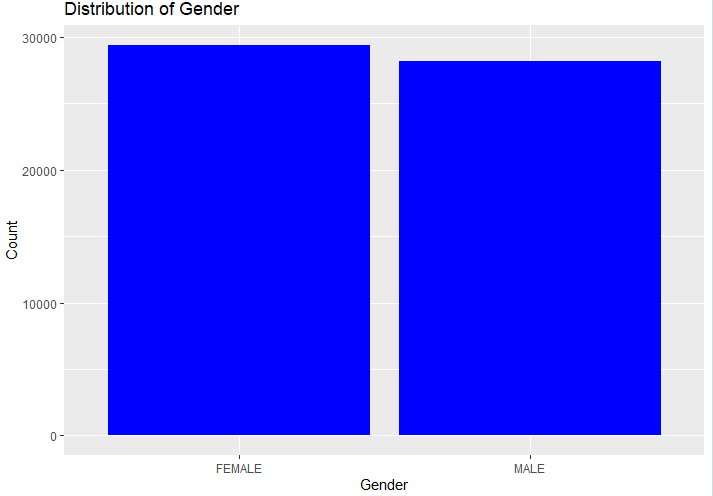 Distribution of Gender
30000
20000
10000
0
Count
FEMALE
MALE
Gender